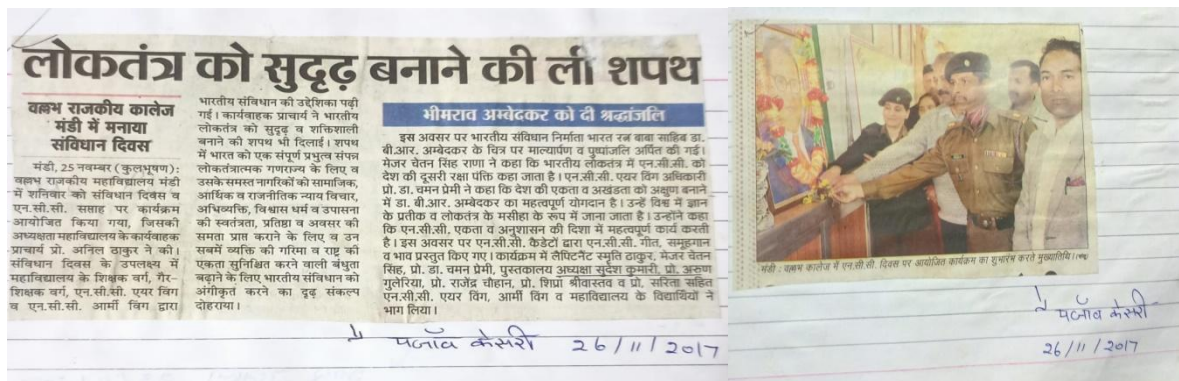 लोकतंत्र को सुदृढ़ बनाने की ली शपथ
वल्लभ राजकीय कालेज
मंडी में मनाया
संविधान दिवस
मंडी, 25 नवम्बर (कुलभूषण):
वल्लभ राजकीय महाविद्यालय मंडी
में शनिवार को संविधान दिवस व
एन.सी.सी. सप्ताह पर कार्यक्रम
आयोजित किया गया, जिसकी
अध्यक्षता महाविद्यालय के कार्यवाहक
प्राचार्य प्रो. अनिल ठाकुर ने की।
संविधान दिवस के उपलक्ष्य में
महाविद्यालय के शिक्षक वर्ग, गैर-
शिक्षक वर्ग, एन.सी.सी. एयर विंग
व एन.सी.सी. आर्मी विंग द्वारा
भारतीय संविधान की उद्देशिका पढ़ी
गई। कार्यवाहक प्राचार्य ने भारतीय
लोकतंत्र को सुदृढ़ व शक्तिशाली
बनाने की शपथ भी दिलाई। शपथ
में भारत को एक संपूर्ण प्रभुत्व संपन्न
लोकतंत्रात्मक गणराज्य के लिए व
उसके समस्त नागरिकों को सामाजिक,
आर्थिक व राजनीतिक न्याय विचार,
अभिव्यक्ति, विश्वास धर्म व उपासना
की स्वतंत्रता, प्रतिष्ठा व अवसर की
समता प्राप्त कराने के लिए व उन
सबमें व्यक्ति की गरिमा व राष्ट्र की
एकता सुनिश्चित करने वाली बंधुता
बढ़ाने के लिए भारतीय संविधान को
अंगीकृत करने का दृढ़ संकल्प
दोहराया।
भीमराव अम्बेदकर को दी श्रद्धांजलि
इस अवसर पर भारतीय संविधान निर्माता भारत रत्न बाबा साहिब डा.
बी.आर. अम्बेदकर के चित्र पर माल्यार्पण व पुष्पांजलि अर्पित की गई।
मेजर चेतन सिंह राणा ने कहा कि भारतीय लोकतंत्र में एन.सी.सी. को
देश की दूसरी रक्षा पंक्ति कहा जाता है। एन.सी.सी. एयर विंग अधिकारी
प्रो. डा. चमन प्रेमी ने कहा कि देश की एकता व अखंडता को अक्षुण बनाने
में डा. बी.आर. अम्बेदकर का महत्वपूर्ण योगदान है। उन्हें विश्व में ज्ञान
के प्रतीक व लोकतंत्र के मसीहा के रूप में जाना जाता है। उन्होंने कहा
कि एन.सी.सी. एकता व अनुशासन की दिशा में महत्वपूर्ण कार्य करती
है। इस अवसर पर एन.सी.सी. कैडेटों द्वारा एन.सी.सी. गीत, समूहगान
व भाव प्रस्तुत किए गए। कार्यक्रम में लैफ्टिनैंट स्मृति ठाकुर, मेजर चेतन
सिंह, प्रो. डा. चमन प्रेमी, पुस्तकालय अध्यक्षा सुदेश कुमारी, प्रो. अरुण
गुलेरिया, प्रो. राजेंद्र चौहान, प्रो. शिप्रा श्रीवास्तव व प्रो. सरिता सहित
एन.सी.सी. एयर विंग, आर्मी विंग व महाविद्यालय के विद्यार्थियों ने
भाग लिया।
पंजाब केसरी 26/11/2017
मंडी : वल्लभ कालेज में एन.सी.सी. दिवस पर आयोजित कार्यक्रम का शुभारंभ करते मुख्यातिथि।
पंजाब केसरी
26/11/2017